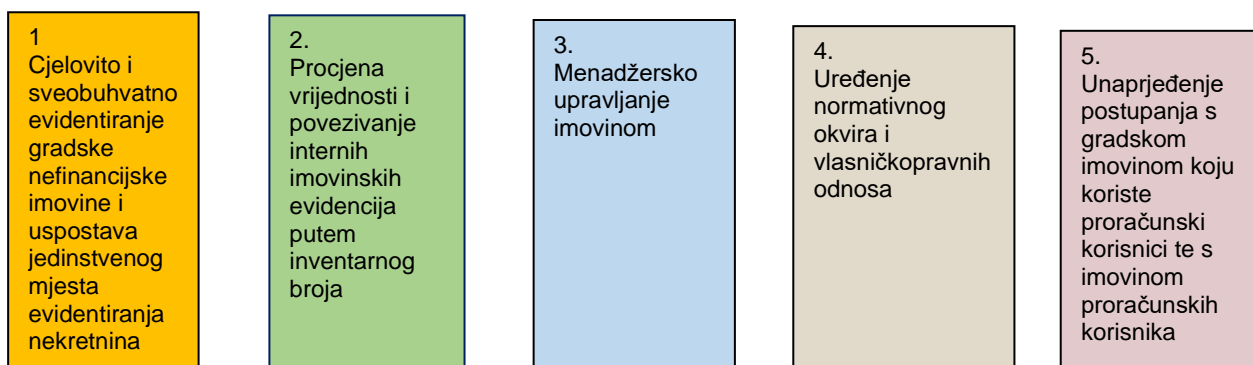 1
Cjelovito i
sveobuhvatno
evidentiranje
gradske
nefinancijske
imovine i
uspostava
jedinstvenog
mjesta
evidentiranja
nekretnina
2.
Procjena
vrijednosti i
povezivanje
internih
imovinskih
evidencija
putem
inventarnog
broja
3.
Menadžersko
upravljanje
imovinom
4.
Uređenje
normativnog
okvira i
vlasničkopravnih
odnosa
5.
Unaprjeđenje
postupanja s
gradskom
imovinom koju
koriste
proračunski
korisnici te s
imovinom
proračunskih
korisnika